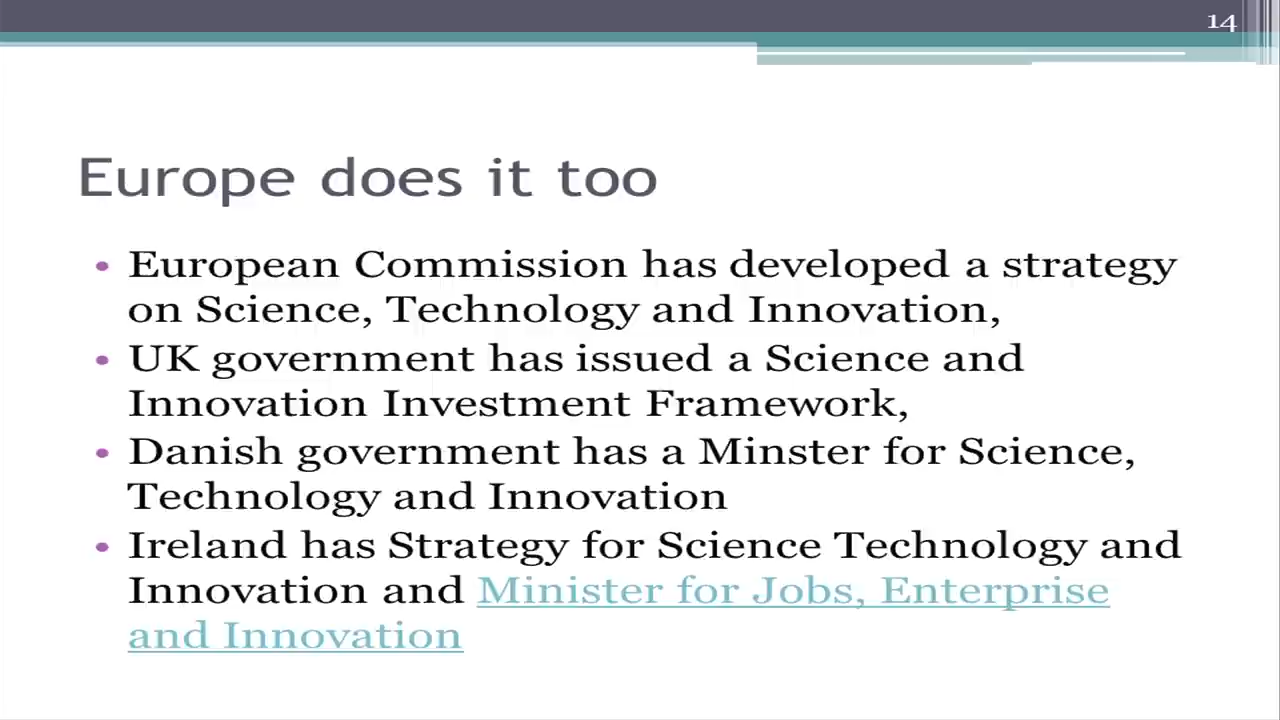 14
Europe does it too
• European Commission has developed a strategy
on Science, Technology and Innovation,
• UK government has issued a Science and
Innovation Investment Framework,
• Danish government has a Minster for Science,
Technology and Innovation
• Ireland has Strategy for Science Technology and
Innovation and Minister for Jobs, Enterprise
and Innovation